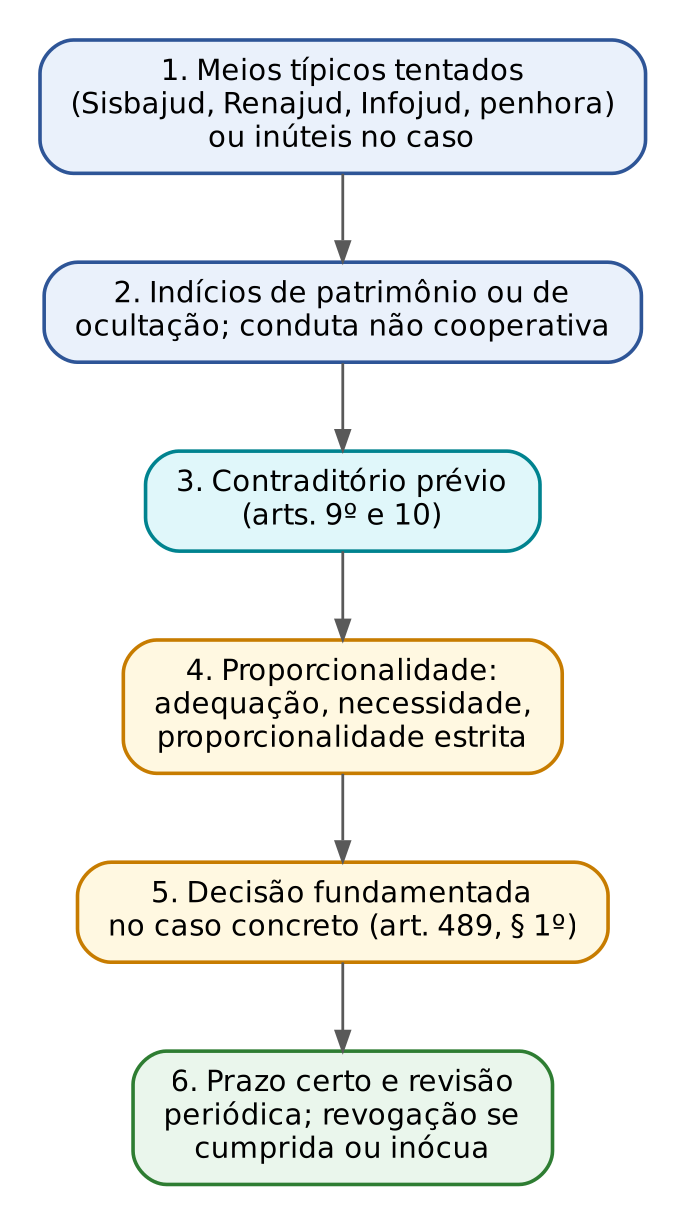 1. Meios típicos tentados
(Sisbajud, Renajud, Infojud, penhora)
ou inúteis no caso
2. Indícios de patrimônio ou de
ocultação; conduta não cooperativa
3. Contraditório prévio
(arts. 9º e 10)
4. Proporcionalidade:
adequação, necessidade,
proporcionalidade estrita
5. Decisão fundamentada
no caso concreto (art. 489, § 1º)
6. Prazo certo e revisão
periódica; revogação se
cumprida ou inócua